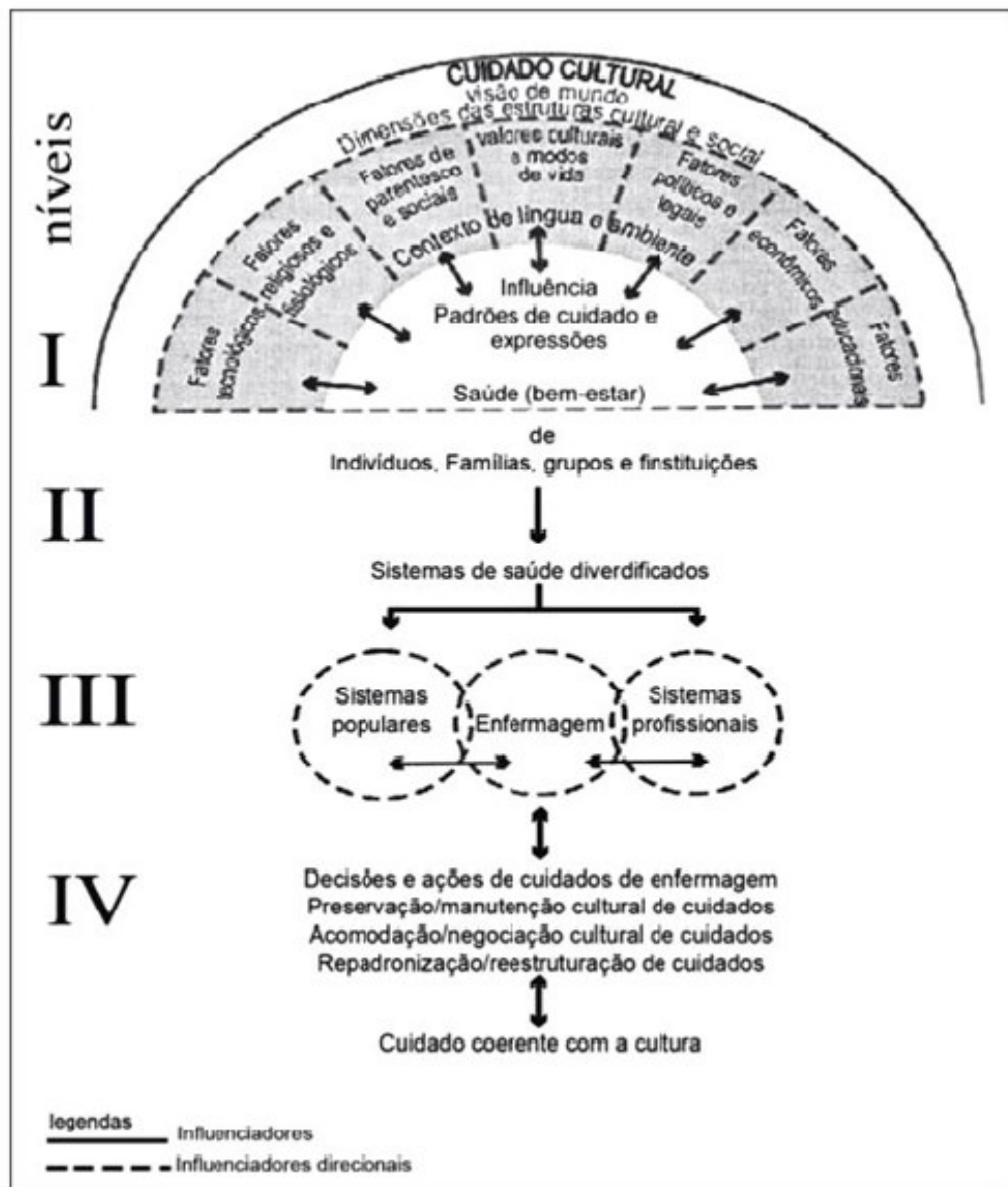 níveis
CUIDADO CULTURAL
visão de mundo
Dimensões das estruturas cultural e social
Fatores
tecnológicos
Fatores
religiosos e
fisiológicos
Fatores de
parentasco
e sociais
valores culturais
e modos
de vida
Fatores
políticos e
legais
Fatores
econômicos
Fatores
educacionais
Contexto de língua e ambiente
Influência
Padrões de cuidado e
expressões
I
Saúde (bem-estar)
de
Indivíduos, Famílias, grupos e finstituições
II
Sistemas de saúde diverdificados
III
Sistemas
populares
Enfermagem
Sistemas
profissionais
IV
Decisões e ações de cuidados de enfermagem
Preservação/manutenção cultural de cuidados
Acomodação/negociação cultural de cuidados
Repadronização/reestruturação de cuidados
Cuidado coerente com a cultura
legendas
Influenciadores
Influenciadores direcionais